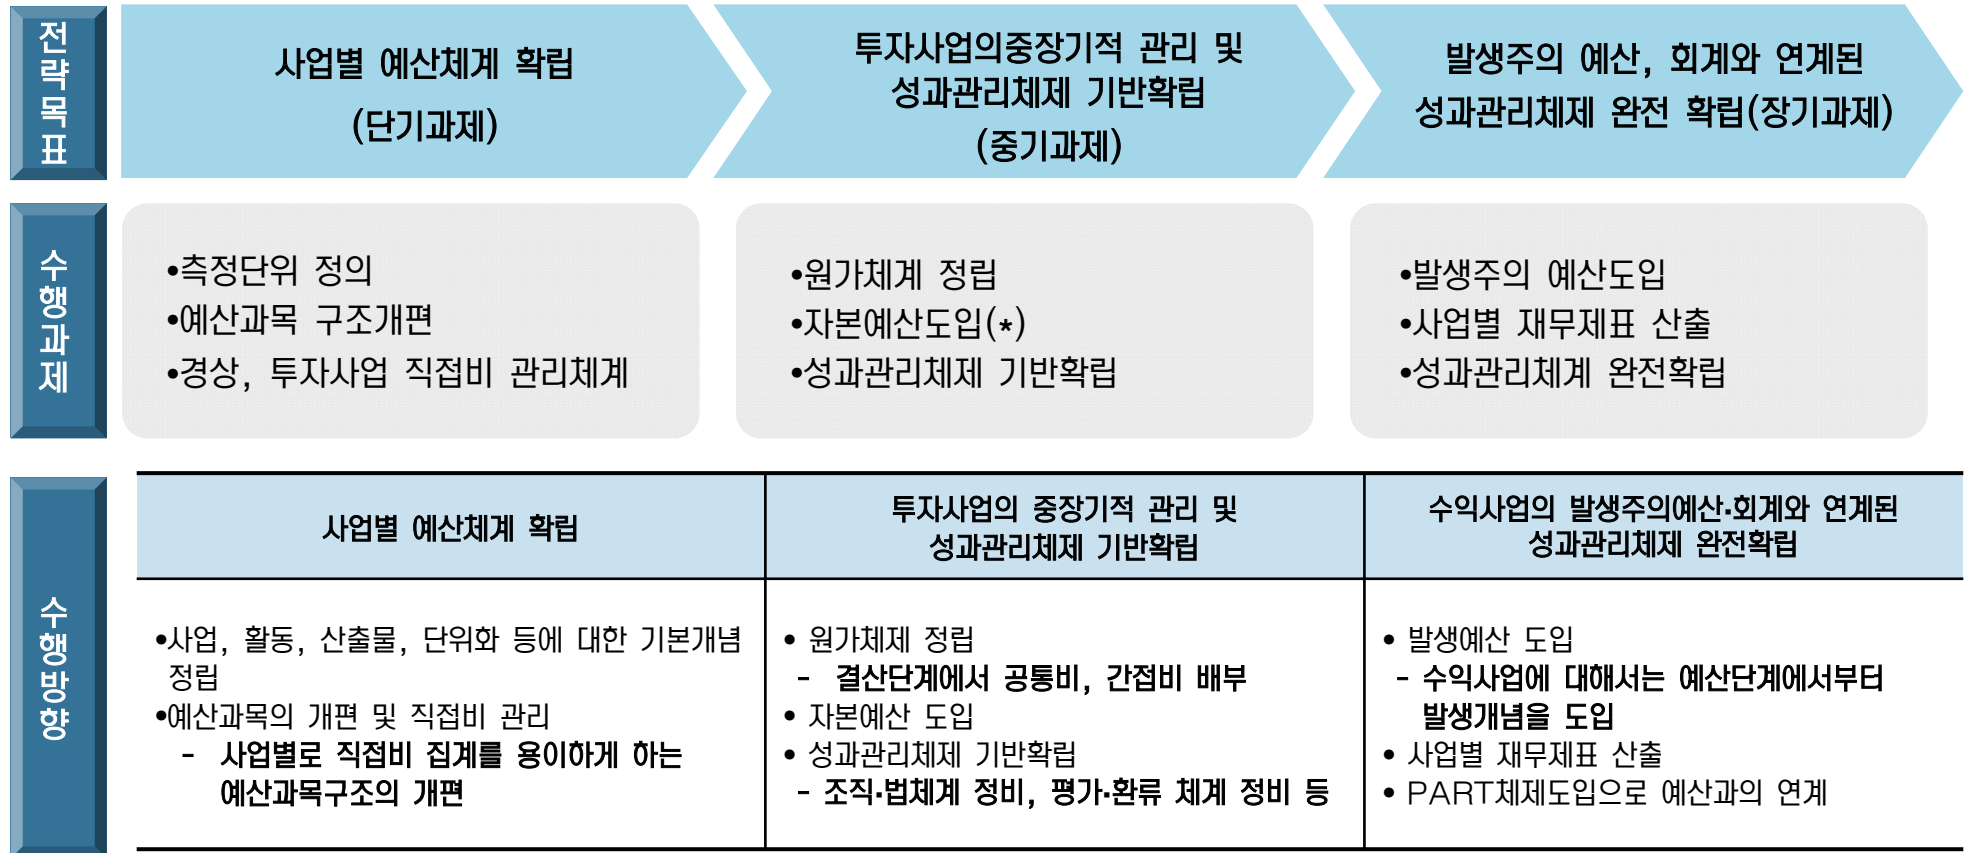 전략목표
사업별 예산체계 확립
(단기과제)
투자사업의중장기적 관리 및
성과관리체제 기반확립
(중기과제)
발생주의 예산, 회계와 연계된
성과관리체제 완전 확립(장기과제)
수행과제
•측정단위 정의
•예산과목 구조개편
•경상, 투자사업 직접비 관리체계
•원가체계 정립
•자본예산도입(*)
•성과관리체제 기반확립
•발생주의 예산도입
•사업별 재무제표 산출
•성과관리체계 완전확립
수행방향
사업별 예산체계 확립
투자사업의 중장기적 관리 및
성과관리체제 기반확립
수익사업의 발생주의예산·회계와 연계된
성과관리체제 완전확립
•사업, 활동, 산출물, 단위화 등에 대한 기본개념
정립
•예산과목의 개편 및 직접비 관리
- 사업별로 직접비 집계를 용이하게 하는
예산과목구조의 개편
• 원가체제 정립
- 결산단계에서 공통비, 간접비 배부
• 자본예산 도입
• 성과관리체제 기반확립
- 조직·법체계 정비, 평가·환류 체계 정비 등
• 발생예산 도입
- 수익사업에 대해서는 예산단계에서부터
발생개념을 도입
• 사업별 재무제표 산출
• PART체제도입으로 예산과의 연계